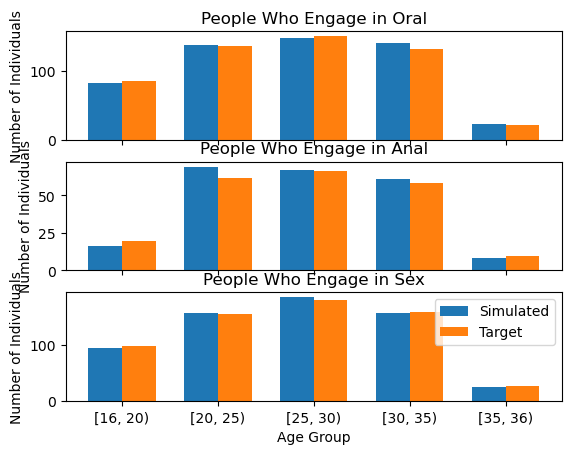 People Who Engage in Oral
Number of Individuals
100
0
People Who Engage in Anal
Number of Individuals
50
25
0
People Who Engage in Sex
Number of Individuals
100
0
Simulated
Target
[16, 20)
[20, 25)
[25, 30)
[30, 35)
[35, 36)
Age Group